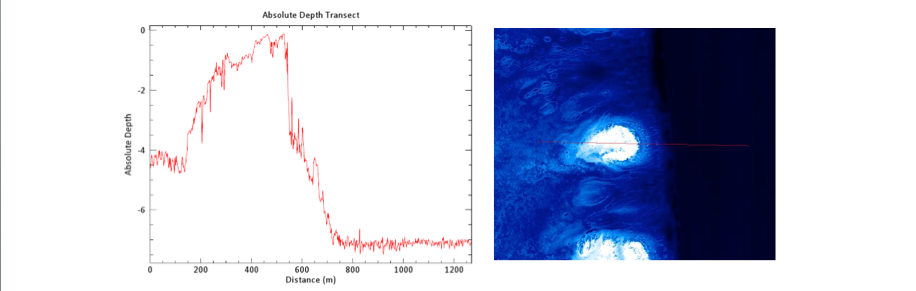 Absolute Depth Transect
0
-2
-4
-6
Absolute Depth
0 200 400 600 800 1000 1200
Distance (m)